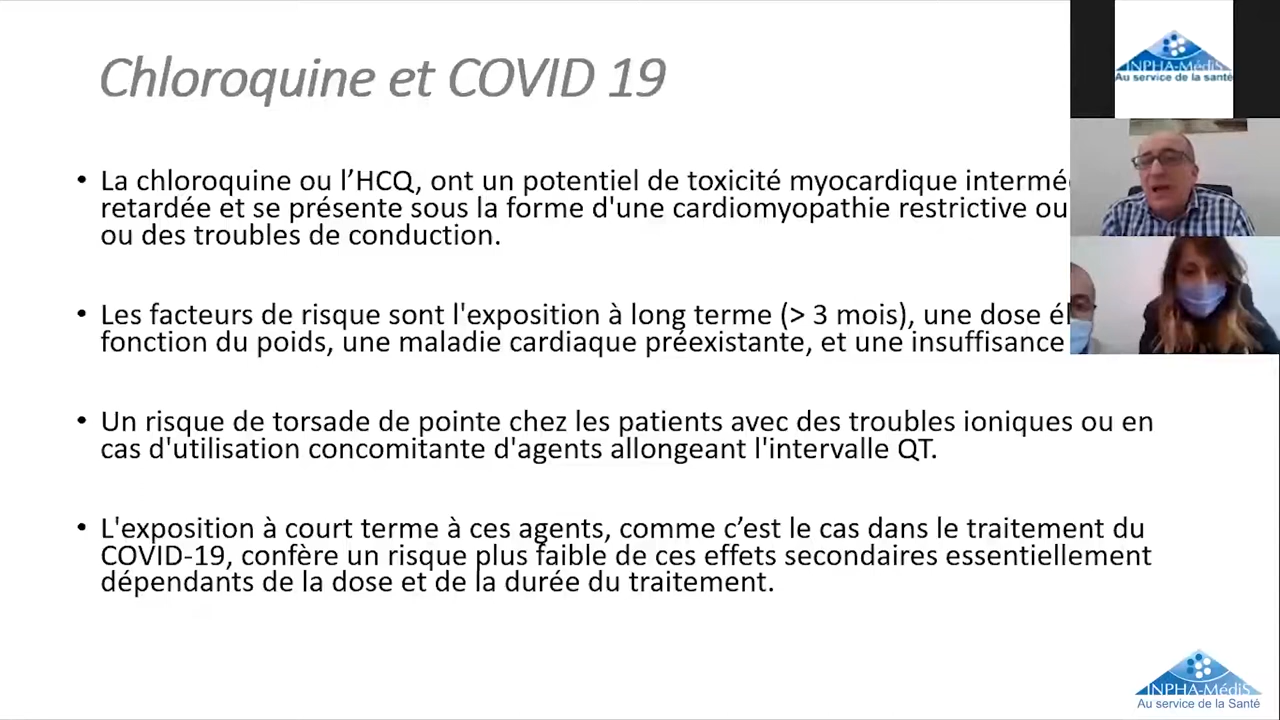 Chloroquine et COVID 19
INPHA-MédiS
Au service de la santé
• La chloroquine ou l’HCQ, ont un potentiel de toxicité myocardique
retardée et se présente sous la forme d'une cardiomyopathie restrictive ou
ou des troubles de conduction.
• Les facteurs de risque sont l'exposition à long terme (> 3 mois), une dose
fonction du poids, une maladie cardiaque préexistante, et une insuffisance
• Un risque de torsade de pointe chez les patients avec des troubles ioniques ou en
cas d'utilisation concomitante d'agents allongeant l'intervalle QT.
• L'exposition à court terme à ces agents, comme c’est le cas dans le traitement du
COVID-19, confère un risque plus faible de ces effets secondaires essentiellement
dépendants de la dose et de la durée du traitement.
INPHA-MédiS
Au service de la Santé